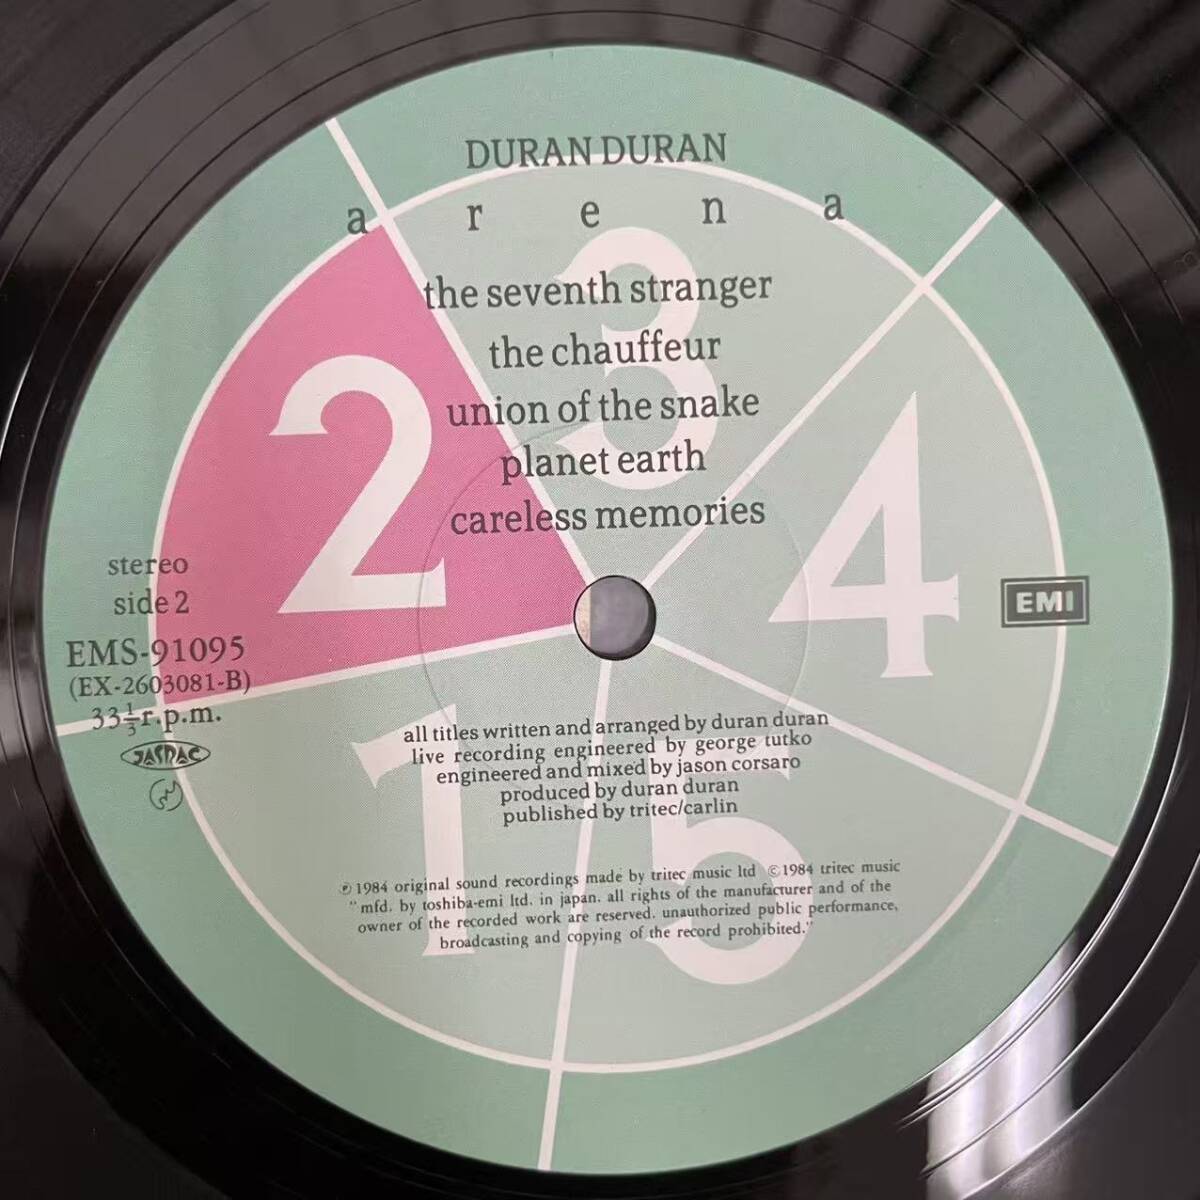 DURAN DURAN
a r e n a
the seventh stranger
the chauffeur
union of the snake
planet earth
careless memories
stereo
side 2
EMS-91095
(EX-2603081-B)
33 1/3 r.p.m.
JASRAC
EMI
2
3
4
1
5
all titles written and arranged by duran duran
live recording engineered by george tutko
engineered and mixed by jason corsaro
produced by duran duran
published by tritec/carlin
℗ 1984 original sound recordings made by tritec music ltd ©1984 tritec music
"mfd. by toshiba-emi ltd. in japan. all rights of the manufacturer and of the
owner of the recorded work are reserved. unauthorized public performance,
broadcasting and copying of the record prohibited."